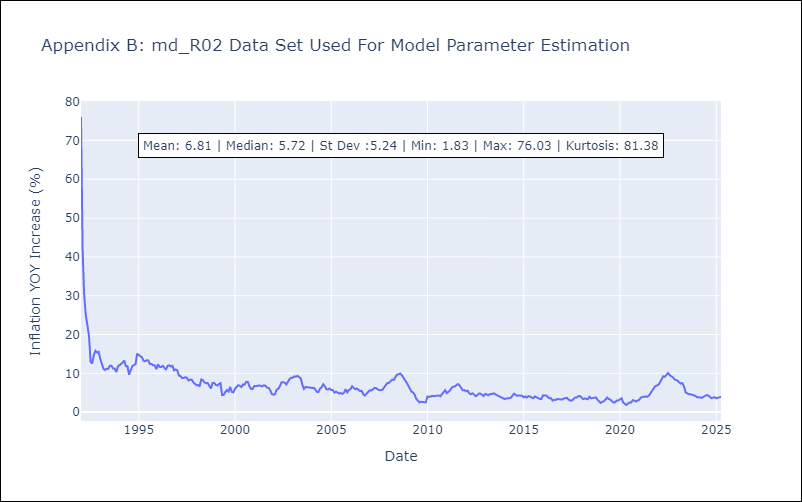 Appendix B: md_R02 Data Set Used For Model Parameter Estimation
80
Mean: 6.81 | Median: 5.72 | St Dev :5.24 | Min: 1.83 | Max: 76.03 | Kurtosis: 81.38
70
60
50
40
30
20
10
0
Inflation YOY Increase (%)
1995 2000 2005 2010 2015 2020 2025
Date